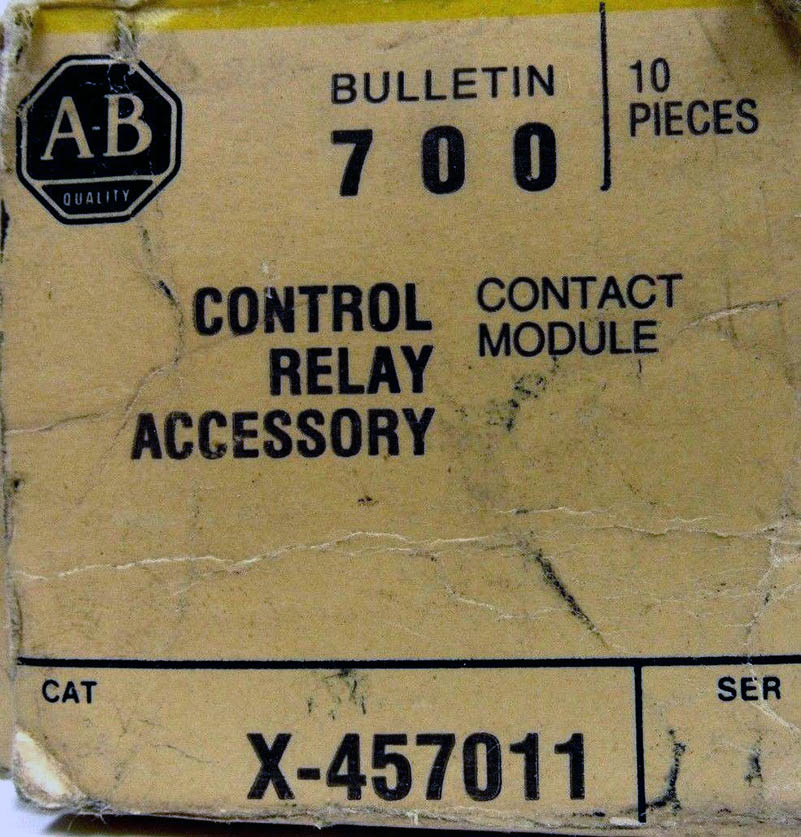 A-B
QUALITY
BULLETIN
700
10
PIECES
CONTROL
RELAY
ACCESSORY
CONTACT
MODULE
CAT
X-457011
SER